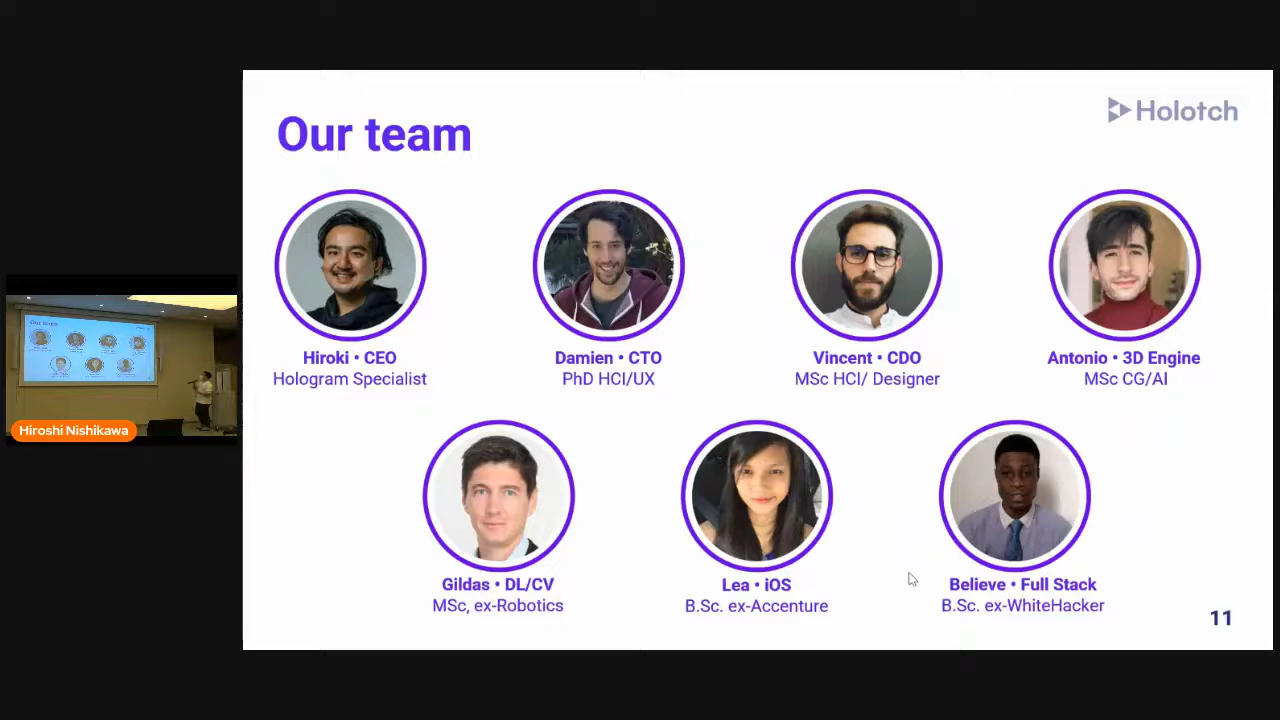 Our team
Holotch
Hiroki • CEO
Hologram Specialist
Damien • CTO
PhD HCI/UX
Vincent • CDO
MSc HCI/ Designer
Antonio • 3D Engine
MSc CG/AI
Gildas • DL/CV
MSc, ex-Robotics
Lea • iOS
B.Sc. ex-Accenture
Believe • Full Stack
B.Sc. ex-WhiteHacker
11
Our team
Hiroshi Nishikawa